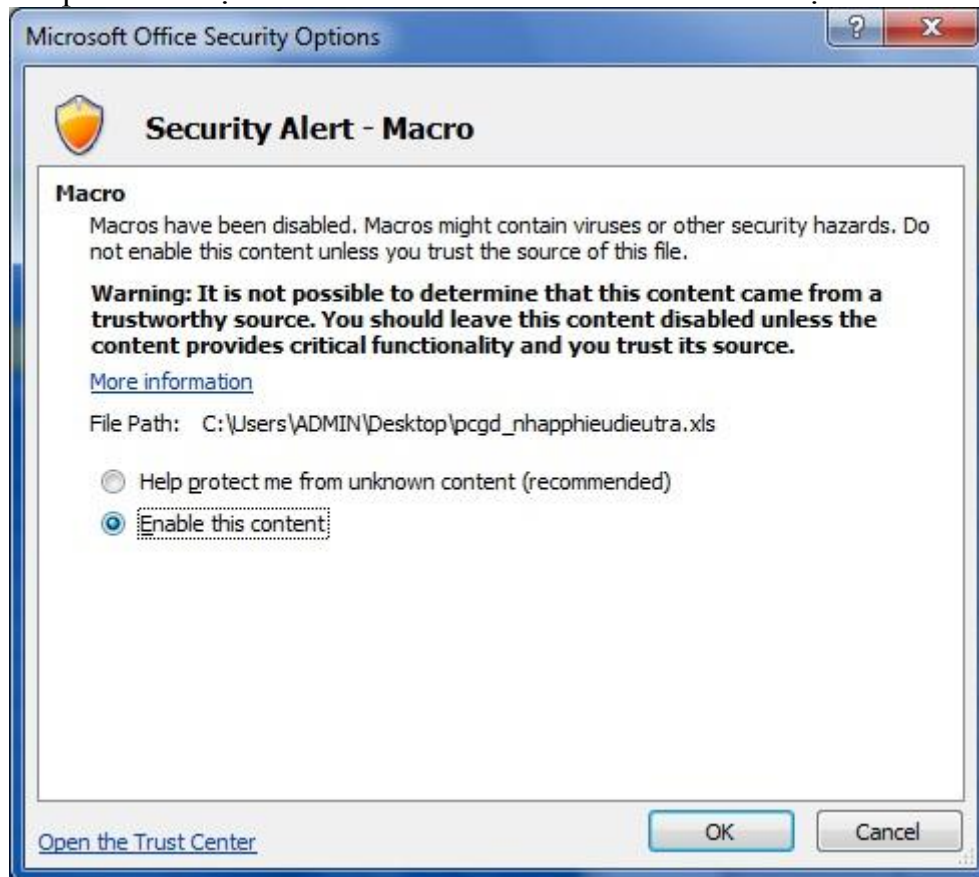 Microsoft Office Security Options
Security Alert - Macro
Macro
Macros have been disabled. Macros might contain viruses or other security hazards. Do
not enable this content unless you trust the source of this file.
Warning: It is not possible to determine that this content came from a
trustworthy source. You should leave this content disabled unless the
content provides critical functionality and you trust its source.
More information
File Path: C:\Users\ADMIN\Desktop\pcgd_nhapphieudieutra.xls
Help protect me from unknown content (recommended)
Enable this content
Open the Trust Center
OK
Cancel